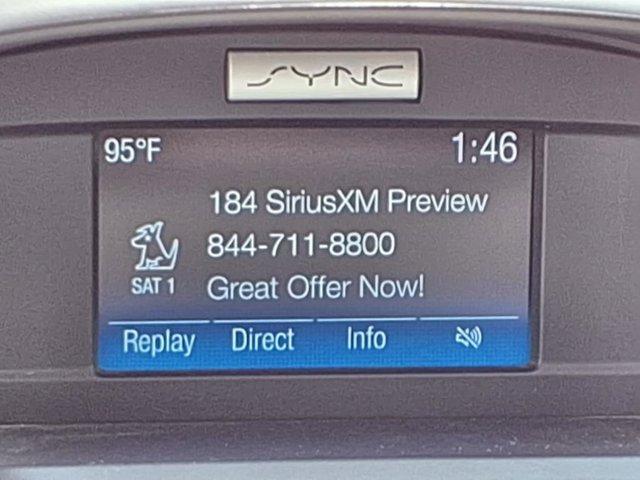 SYNC
95°F 1:46
184 SiriusXM Preview
844-711-8800
SAT 1 Great Offer Now!
Replay Direct Info